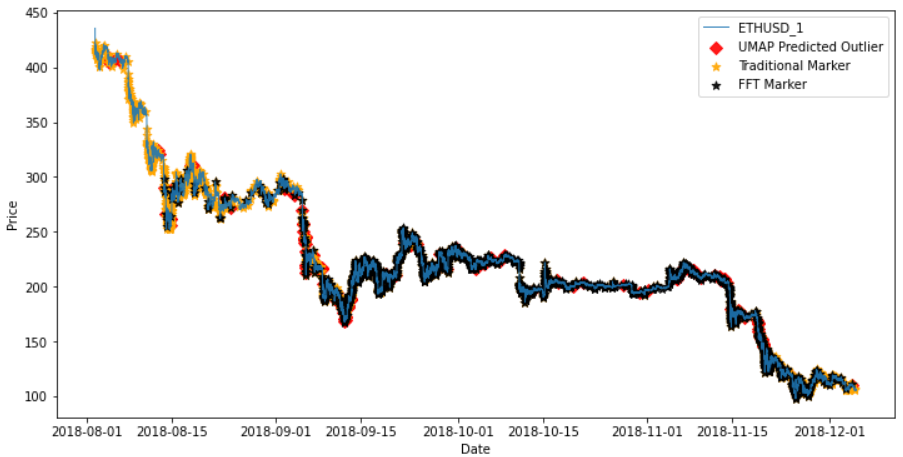 ETHUSD_1
UMAP Predicted Outlier
Traditional Marker
FFT Marker
450
400
350
300
250
200
150
100
Price
2018-08-01 2018-08-15 2018-09-01 2018-09-15 2018-10-01 2018-10-15 2018-11-01 2018-11-15 2018-12-01
Date